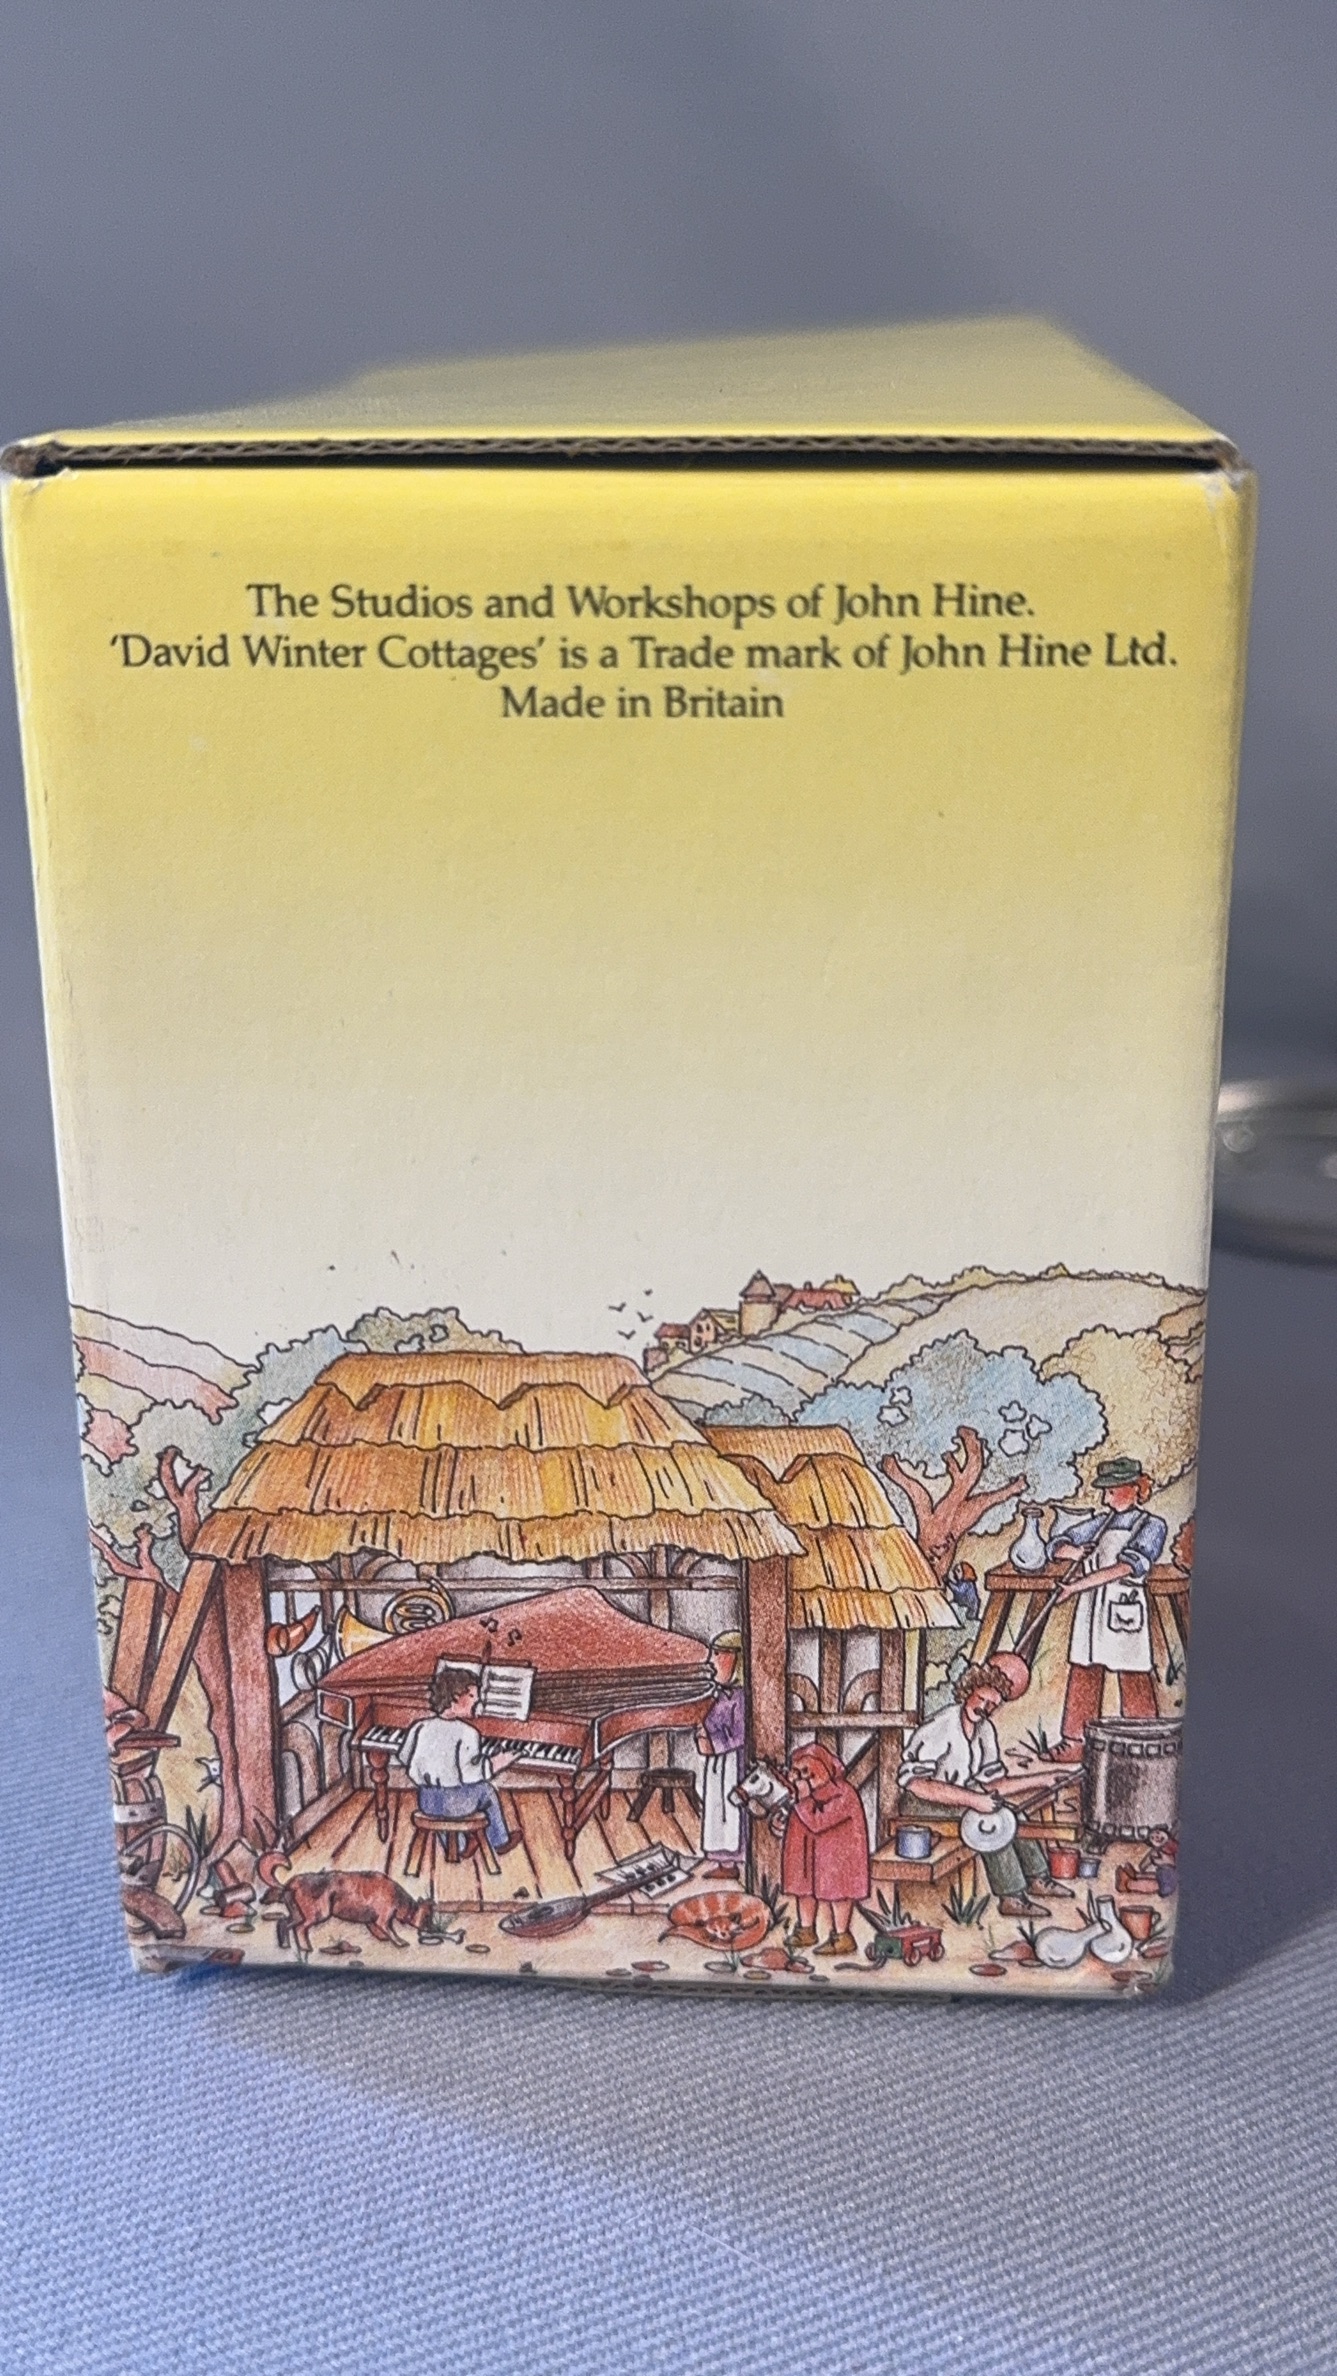 The Studios and Workshops of John Hine.
'David Winter Cottages' is a Trade mark of John Hine Ltd.
Made in Britain